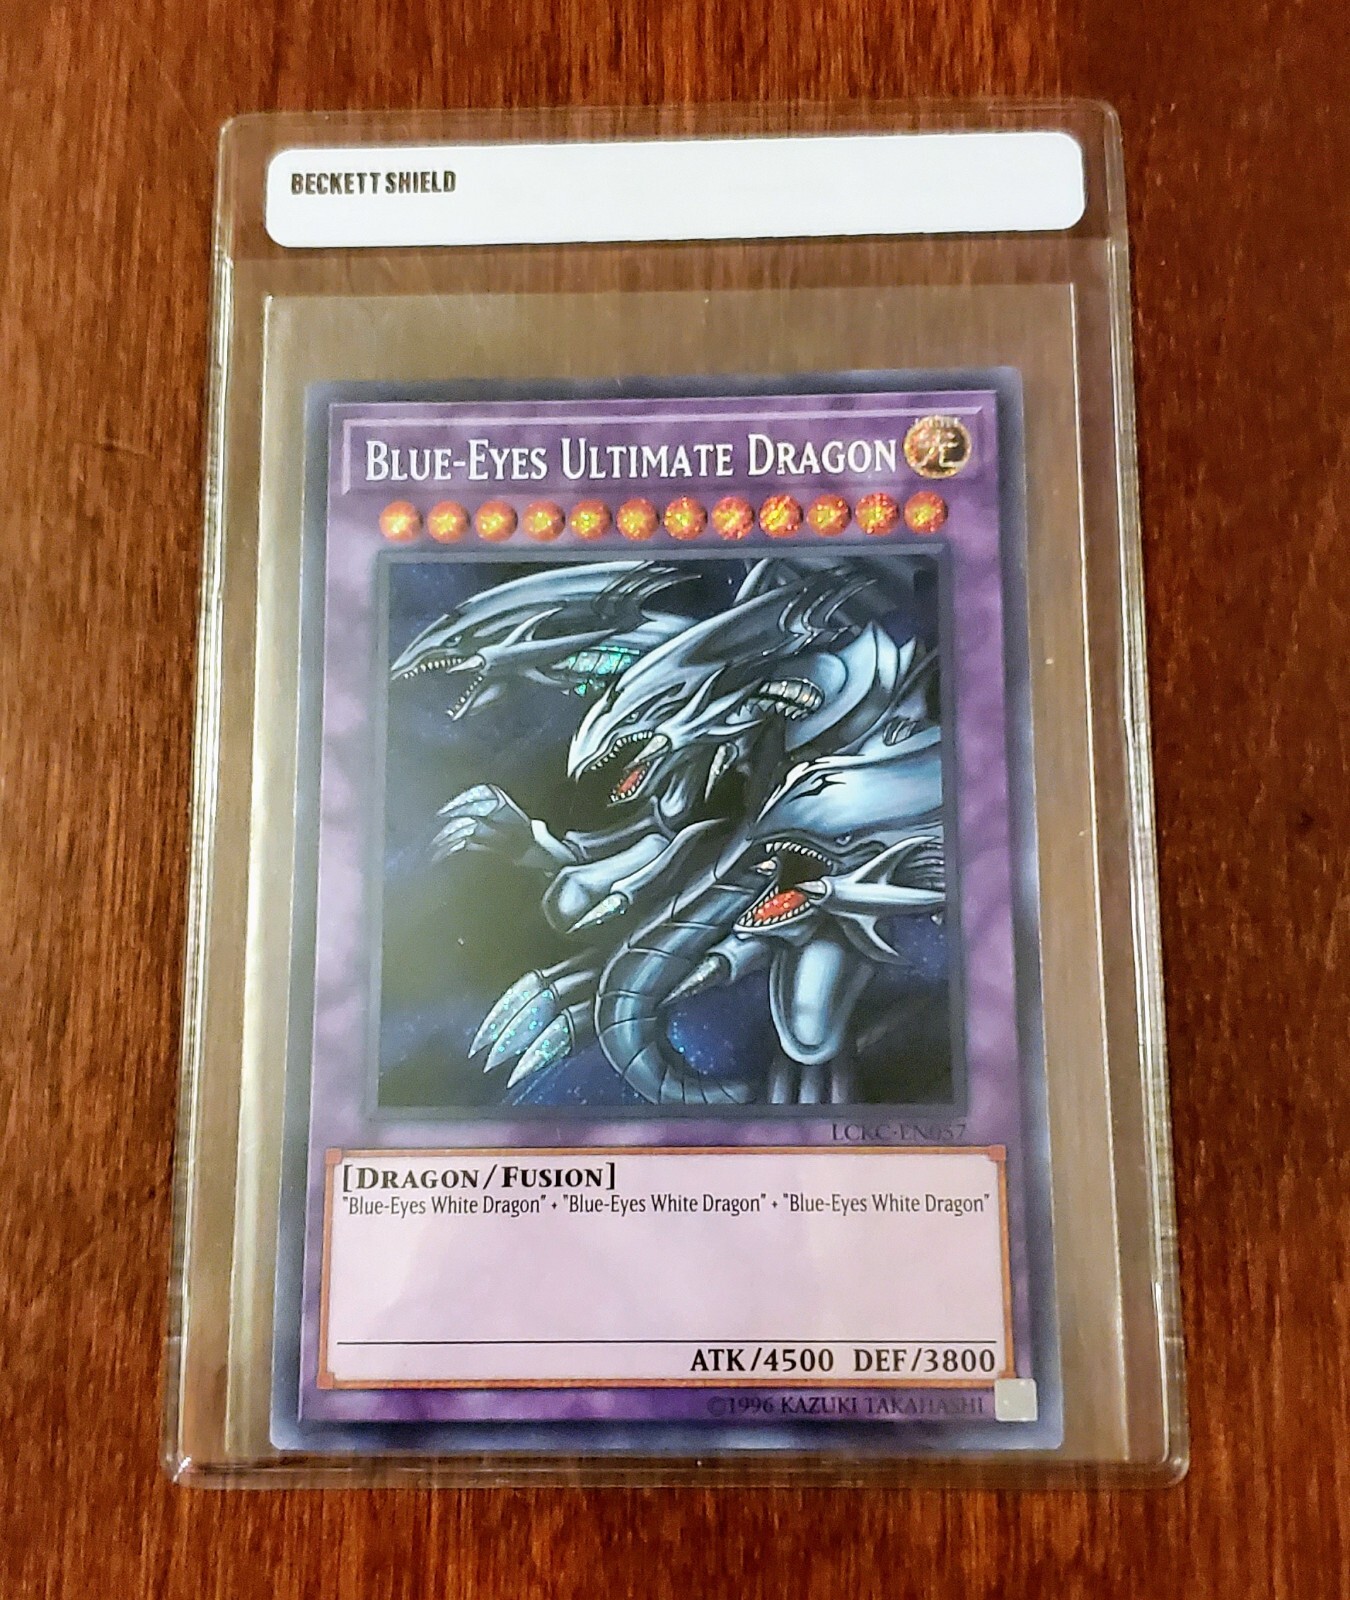 BECKETT SHIELD
BLUE-EYES ULTIMATE DRAGON
光
LCKC-EN057
[DRAGON/FUSION]
"Blue-Eyes White Dragon" + "Blue-Eyes White Dragon" + "Blue-Eyes White Dragon"
ATK/4500 DEF/3800
©1996 KAZUKI TAKAHASHI